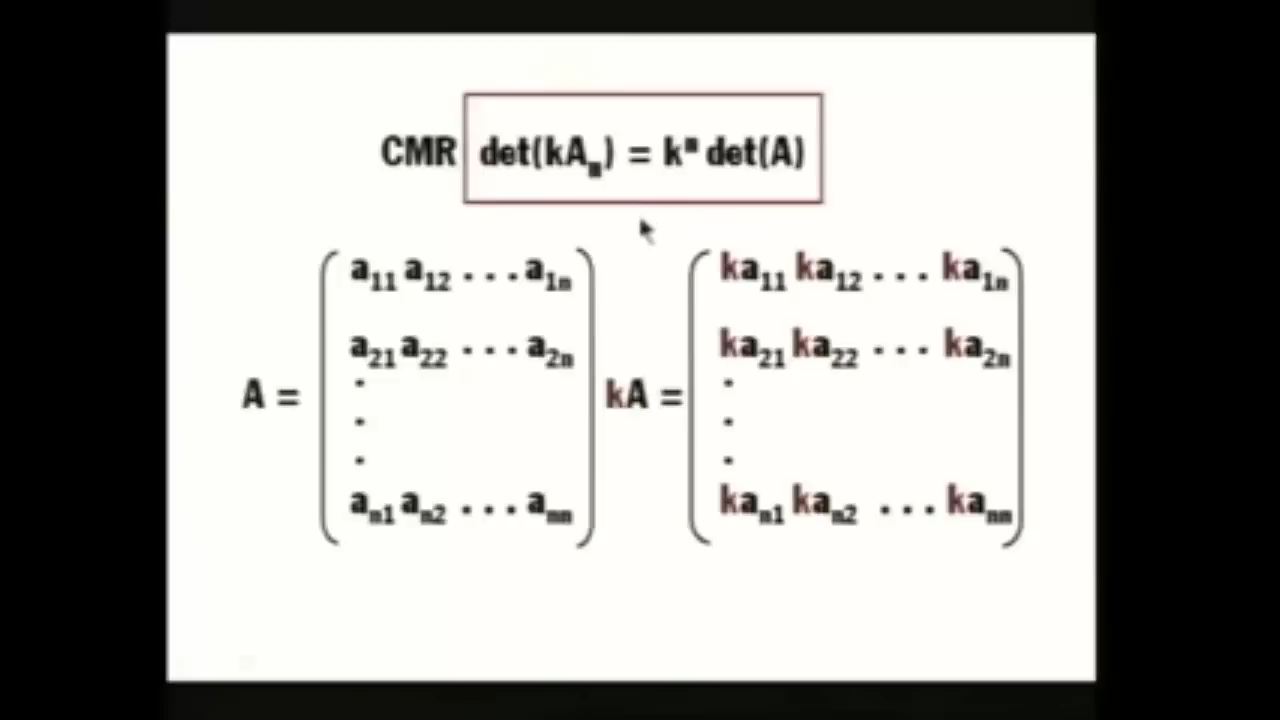 CMR det(kAₙ) = kⁿ det(A)
a₁₁ a₁₂ . . . a₁ₙ
ka₁₁ ka₁₂ . . . ka₁ₙ
a₂₁ a₂₂ . . . a₂ₙ
ka₂₁ ka₂₂ . . . ka₂ₙ
A =
kA =
aₙ₁ aₙ₂ . . . aₙₙ
kaₙ₁ kaₙ₂ . . . kaₙₙ